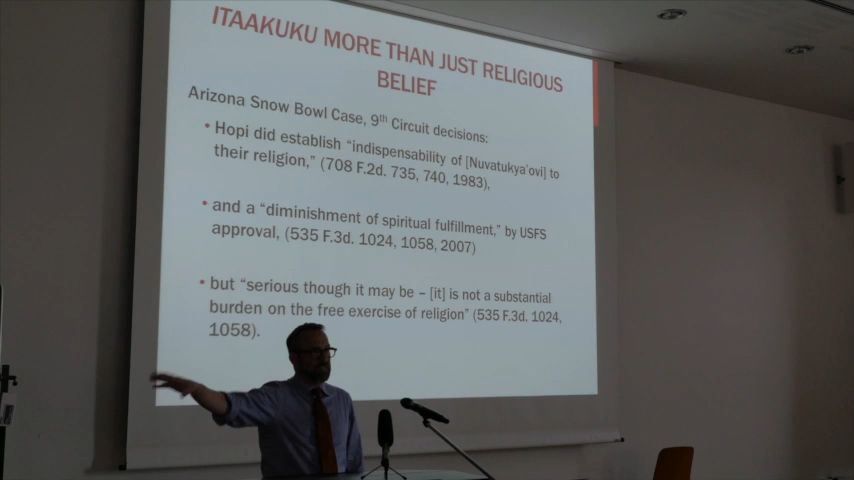 ITAAKUKU MORE THAN JUST RELIGIOUS
BELIEF
Arizona Snow Bowl Case, 9th Circuit decisions:
• Hopi did establish “indispensability of [Nuvatukya’ovi] to
their religion,” (708 F.2d. 735, 740, 1983),
• and a “diminishment of spiritual fulfillment,” by USFS
approval, (535 F.3d. 1024, 1058, 2007)
• but “serious though it may be – [it] is not a substantial
burden on the free exercise of religion” (535 F.3d. 1024,
1058).